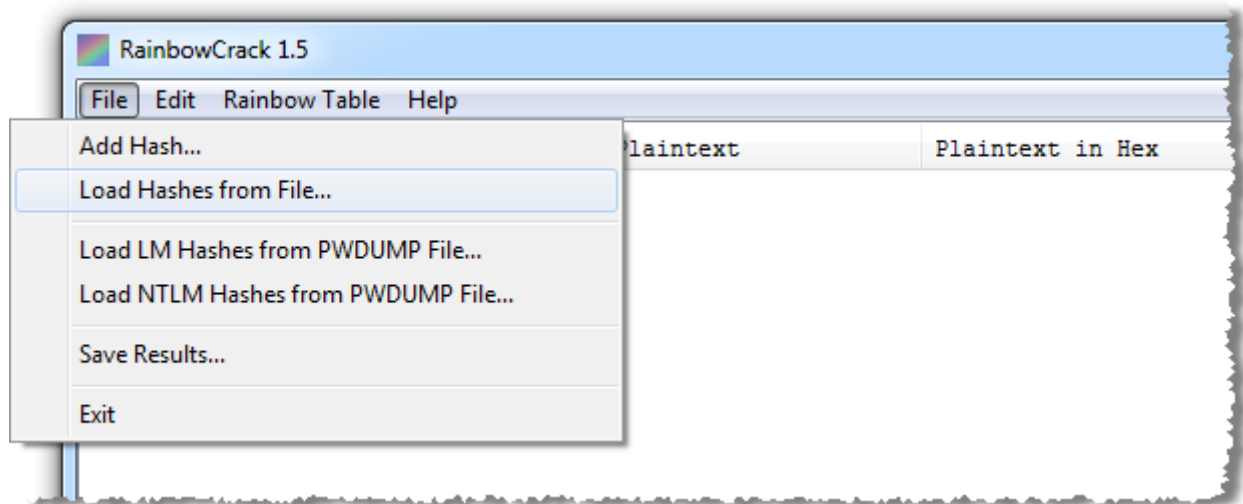 RainbowCrack 1.5
File Edit Rainbow Table Help
Add Hash...
Plaintext Plaintext in Hex
Load Hashes from File...
Load LM Hashes from PWDUMP File...
Load NTLM Hashes from PWDUMP File...
Save Results...
Exit